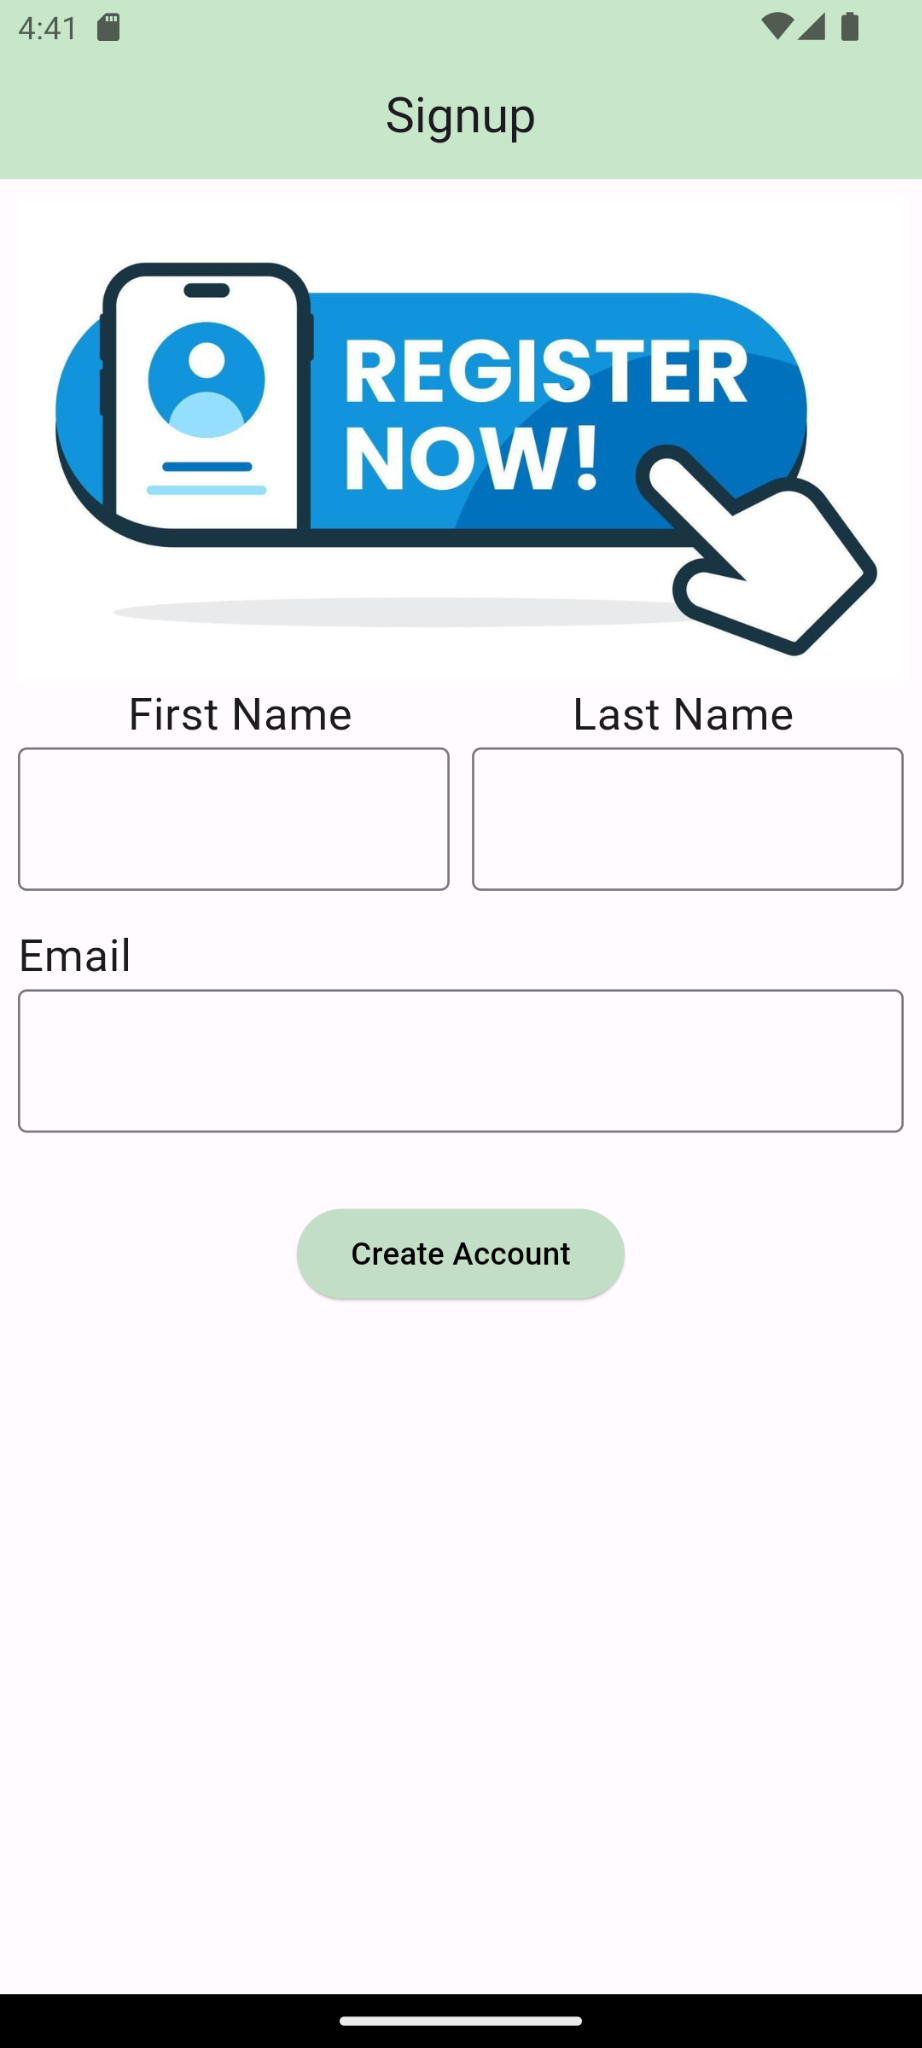 4:41
Signup
REGISTER
NOW!
First Name Last Name
Email
Create Account